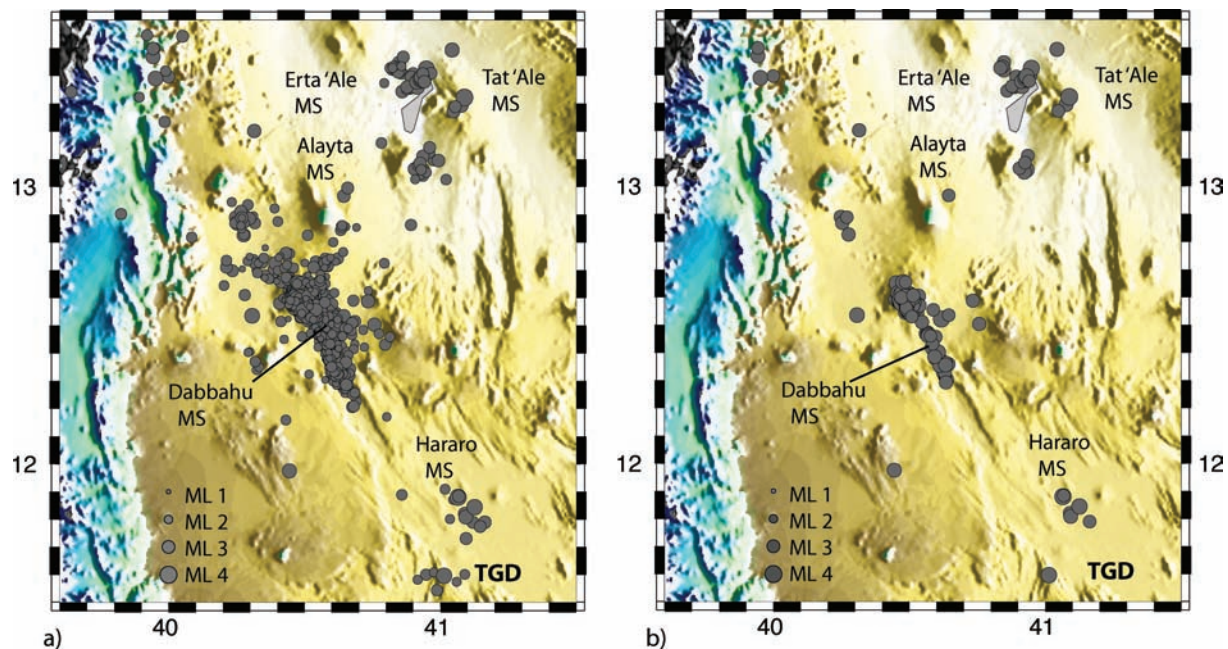 Erta 'Ale
MS
Tat 'Ale
MS
Alayta
MS
13
Dabbahu
MS
12
Hararo
MS
ML 1
ML 2
ML 3
ML 4
TGD
a)
40
41
Erta 'Ale
MS
Tat 'Ale
MS
Alayta
MS
13
Dabbahu
MS
12
Hararo
MS
ML 1
ML 2
ML 3
ML 4
TGD
b)
40
41